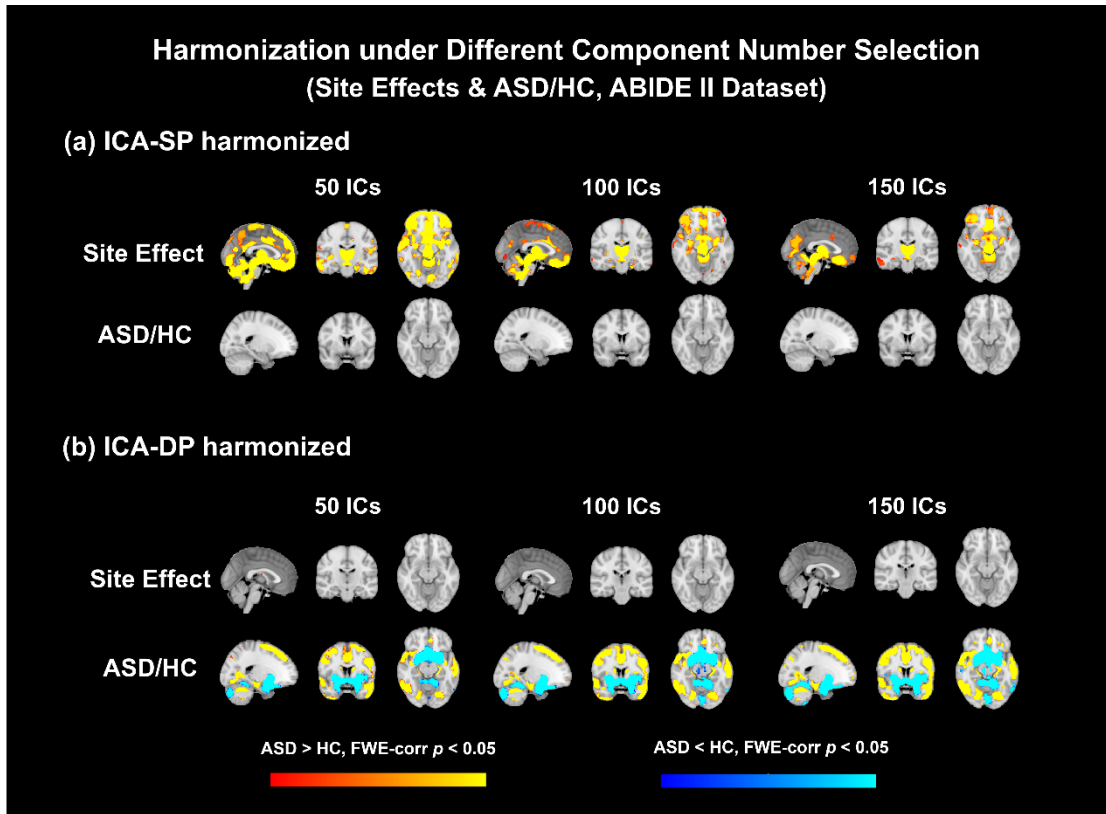 Harmonization under Different Component Number Selection
(Site Effects & ASD/HC, ABIDE II Dataset)
(a) ICA-SP harmonized
50 ICs
100 ICs
150 ICs
Site Effect
ASD/HC
(b) ICA-DP harmonized
50 ICs
100 ICs
150 ICs
Site Effect
ASD/HC
ASD > HC, FWE-corr p < 0.05
ASD < HC, FWE-corr p < 0.05